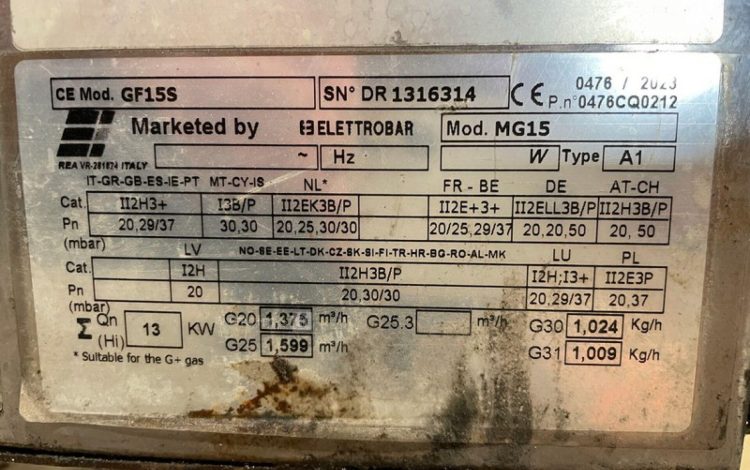 CE Mod. GF15S SN° DR 1316314 CE 0476 / 2023
P.n°0476CQ0212
Marketed by ELETTROBAR Mod. MG15
REA VR-281874 ITALY ~ Hz W Type A1
IT-GR-GB-ES-IE-PT MT-CY-IS NL* FR - BE DE AT-CH
Cat. II2H3+ I3B/P II2EK3B/P II2E+3+ II2ELL3B/P II2H3B/P
Pn (mbar) 20,29/37 30,30 20,25,30/30 20/25,29/37 20,20,50 20, 50
LV NO-SE-EE-LT-DK-CZ-SK-SI-FI-TR-HR-BG-RO-AL-MK LU PL
Cat. I2H II2H3B/P I2H;I3+ II2E3P
Pn (mbar) 20 20,30/30 20,29/37 20,37
Σ Qn (Hi) 13 KW G20 1,375 m³/h G25.3 m³/h G30 1,024 Kg/h
G25 1,599 m³/h G31 1,009 Kg/h
* Suitable for the G+ gas